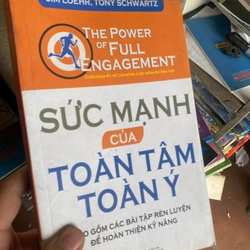 JIM LOEHR, TONY SCHWARTZ
THE POWER
OF FULL
ENGAGEMENT
SỨC MẠNH
CỦA
TOÀN TÂM
TOÀN Ý
GỒM CÁC BÀI TẬP RÈN LUYỆN
ĐỂ HOÀN THIỆN KỸ NĂNG